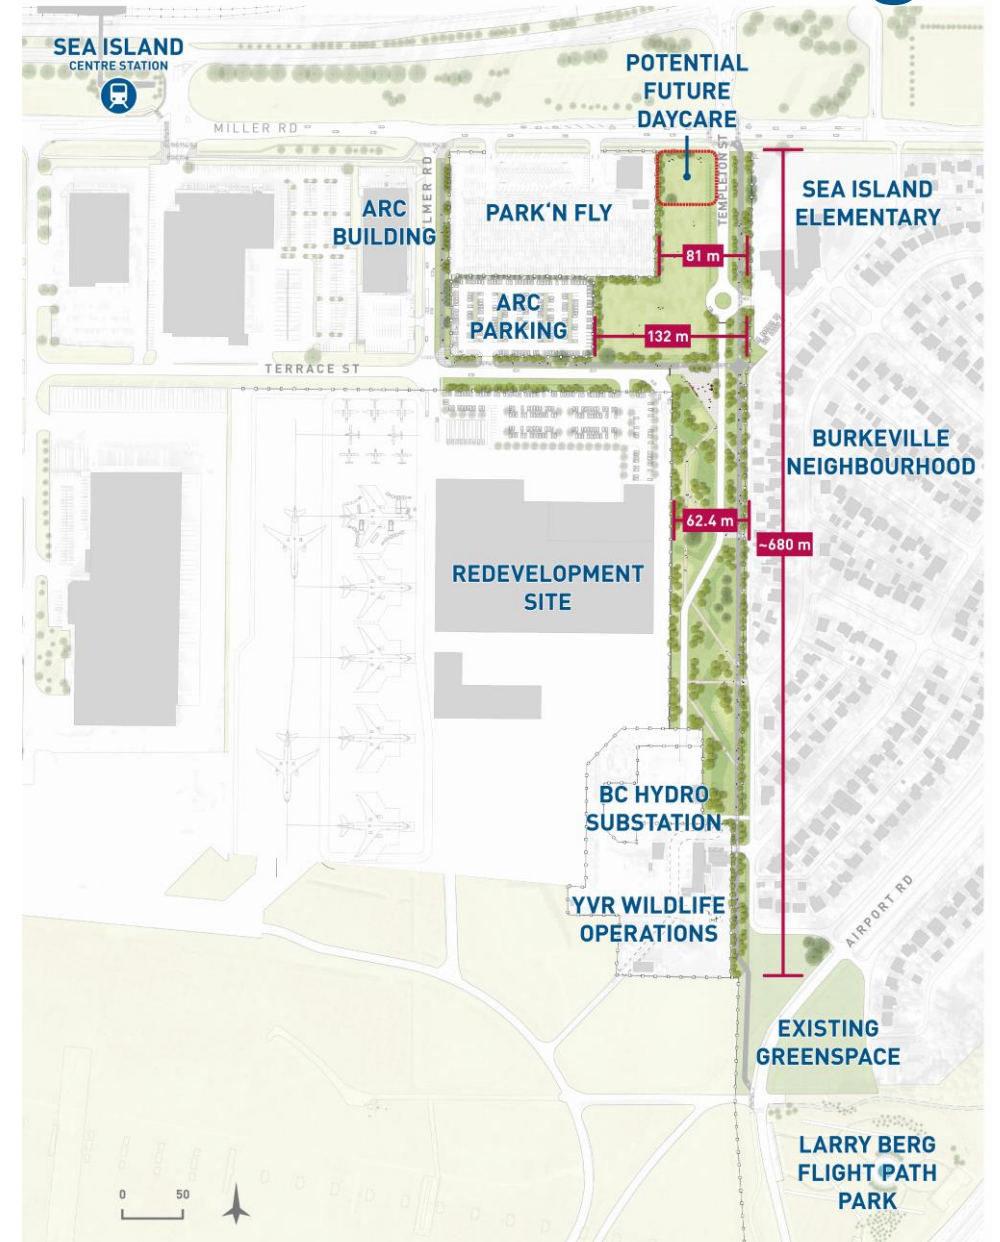 SEA ISLAND
CENTRE STATION
POTENTIAL
FUTURE
DAYCARE
MILLER RD
TEMPLETON ST
LMER RD
SEA ISLAND
ELEMENTARY
ARC
BUILDING
PARK'N FLY
81 m
ARC
PARKING
132 m
TERRACE ST
BURKEVILLE
NEIGHBOURHOOD
62.4 m
~680 m
REDEVELOPMENT
SITE
BC HYDRO
SUBSTATION
YVR WILDLIFE
OPERATIONS
AIRPORT RD
EXISTING
GREENSPACE
LARRY BERG
FLIGHT PATH
PARK
0 50